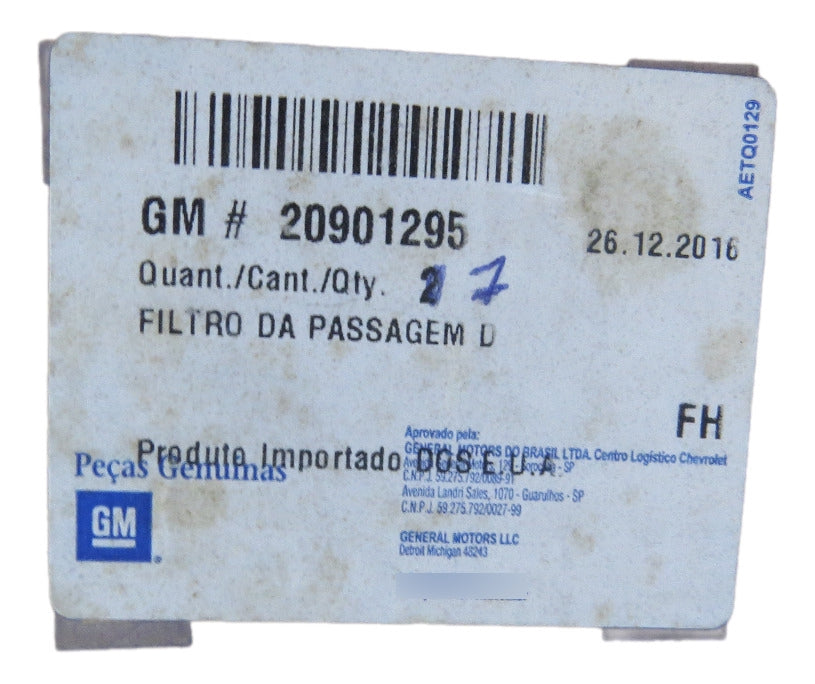 AETQ0129
GM # 20901295
26.12.2016
Quant./Cant./Qty. 2 17
FILTRO DA PASSAGEM D
FH
Produto Importado DOS E.U.A.
Peças Genuínas
Aprovado pela:
GENERAL MOTORS DO BRASIL LTDA. Centro Logístico Chevrolet
SP
C.N.P.J. 59.275.792/0089-91
Avenida Landri Sales, 1070 - Guarulhos - SP
C.N.P.J. 59.275.792/0027-99
GM
GENERAL MOTORS LLC
Detroit Michigan 48243